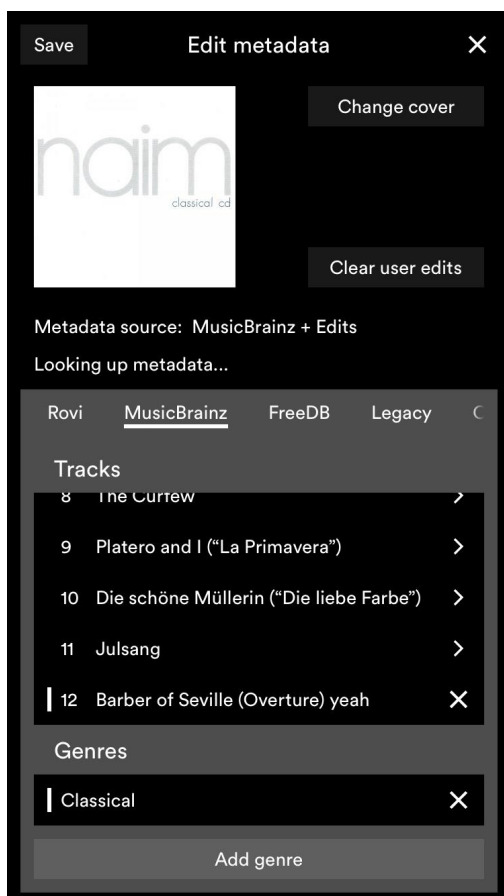 Save
Edit metadata
naim
classical cd
Change cover
Clear user edits
Metadata source: MusicBrainz + Edits
Looking up metadata...
Rovi MusicBrainz FreeDB Legacy
Tracks
8 The Curfew
9 Platero and I (“La Primavera”)
10 Die schöne Müllerin (“Die liebe Farbe”)
11 Julsang
12 Barber of Seville (Overture) yeah
Genres
Classical
Add genre